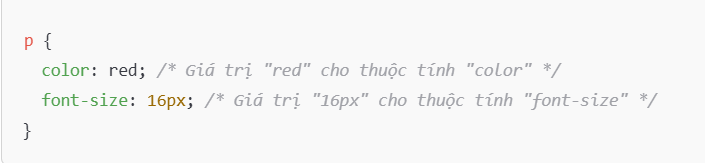 p {
color: red; /* Giá trị "red" cho thuộc tính "color" */
font-size: 16px; /* Giá trị "16px" cho thuộc tính "font-size" */
}